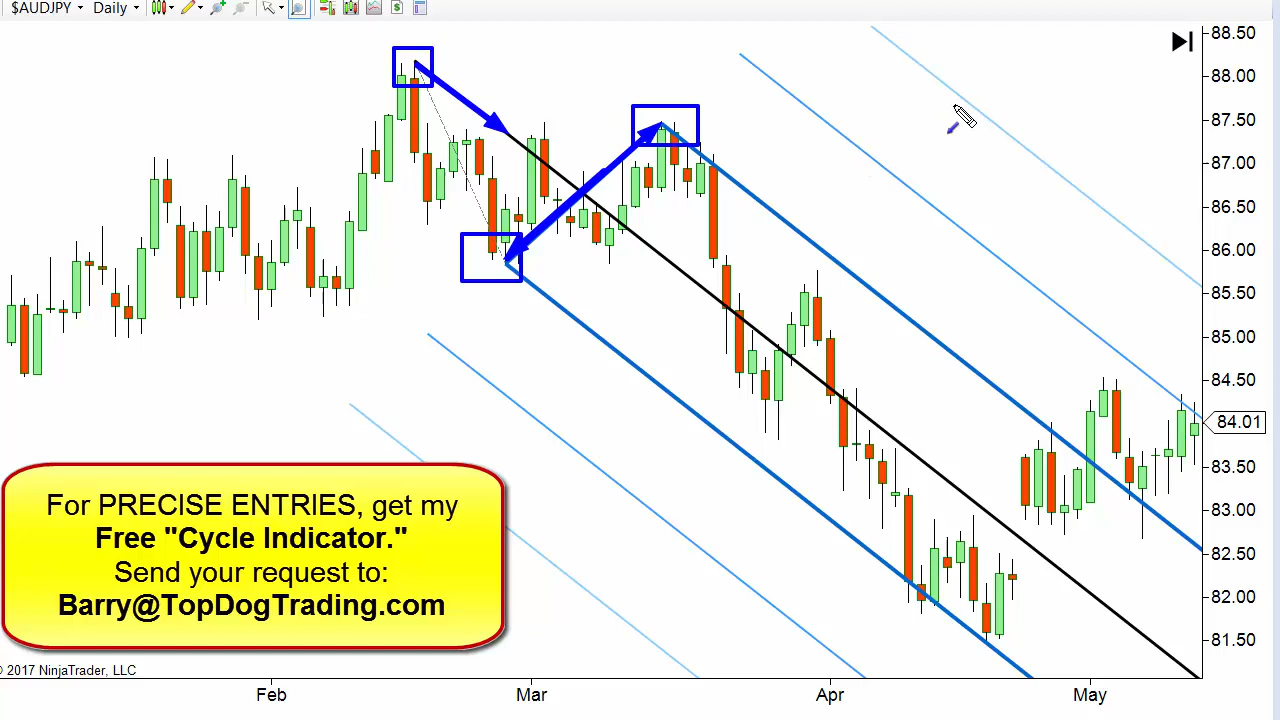 $AUDJPY Daily
88.50
88.00
87.50
87.00
86.50
86.00
85.50
85.00
84.50
84.01
83.50
83.00
82.50
82.00
81.50
For PRECISE ENTRIES, get my
Free "Cycle Indicator."
Send your request to:
Barry@TopDogTrading.com
© 2017 NinjaTrader, LLC
Feb Mar Apr May